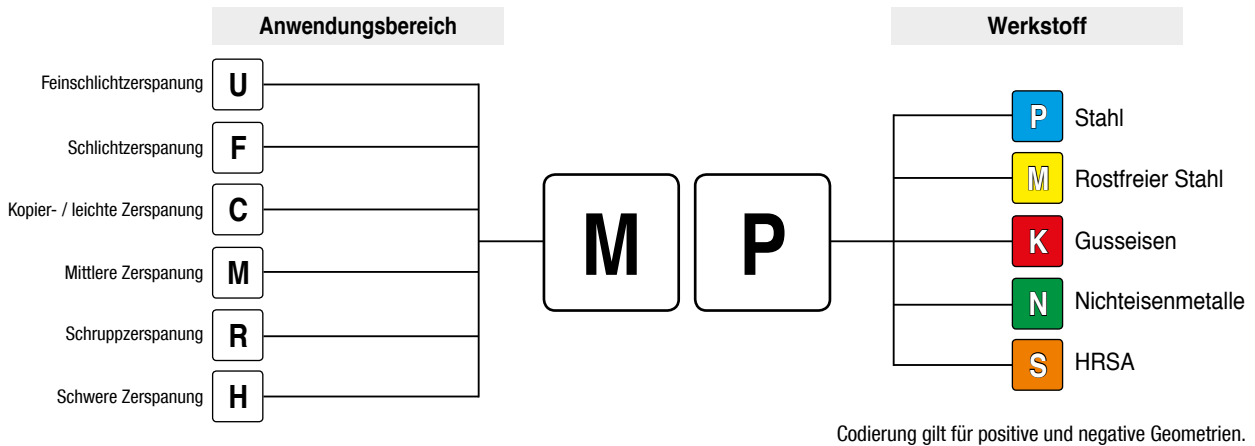 Anwendungsbereich
Feinschlichtzerspanung U
Schlichtzerspanung F
Kopier- / leichte Zerspanung C
Mittlere Zerspanung M
Schruppzerspanung R
Schwere Zerspanung H
M P
Werkstoff
P Stahl
M Rostfreier Stahl
K Gusseisen
N Nichteisenmetalle
S HRSA
Codierung gilt für positive und negative Geometrien.